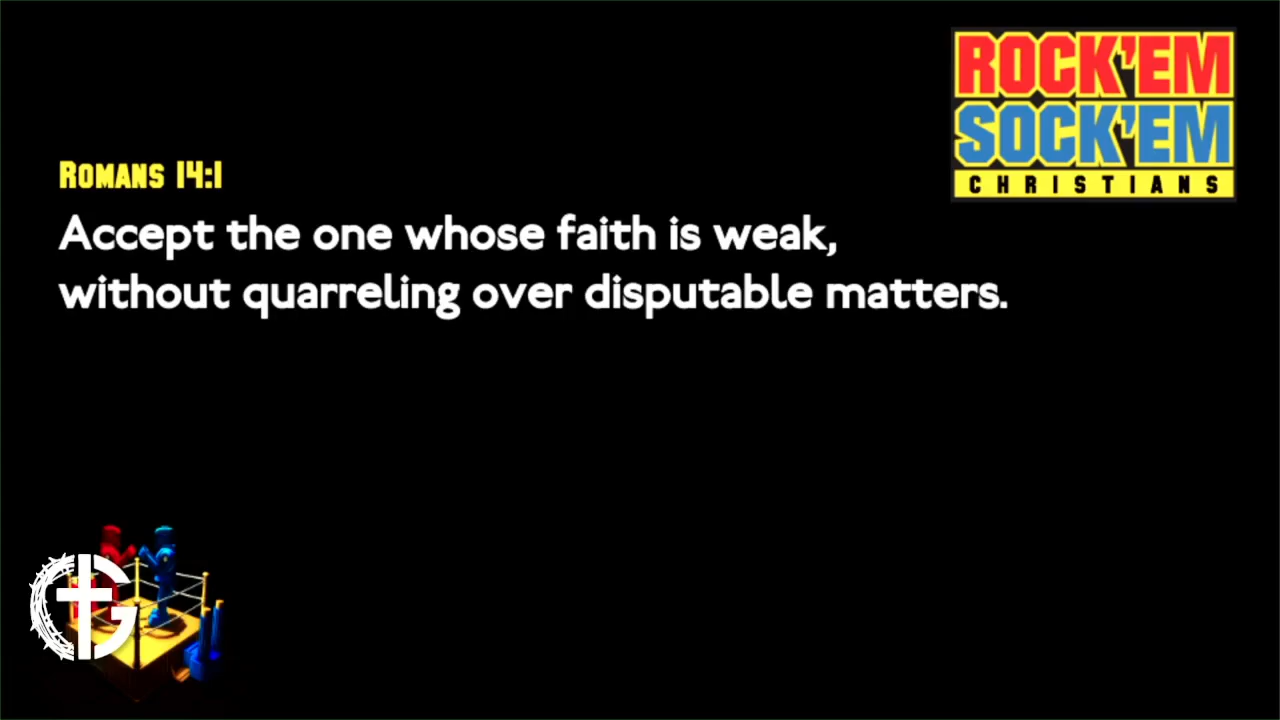 ROCK'EM
SOCK'EM
CHRISTIANS
Romans 14:1
Accept the one whose faith is weak,
without quarreling over disputable matters.